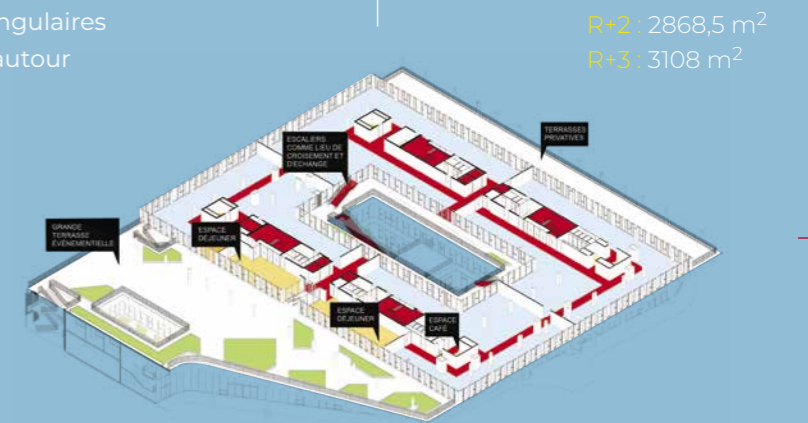 ngulaires
autour
R+2 : 2868,5 m²
R+3 : 3108 m²
ESCALIERS
COMME LIEU DE
CROISEMENT ET
D'ÉCHANGE
TERRASSES
PRIVATIVES
GRANDE
TERRASSE
ÉVÉNEMENTIELLE
ESPACE
DÉJEUNER
ESPACE
DÉJEUNER
ESPACE
CAFÉ